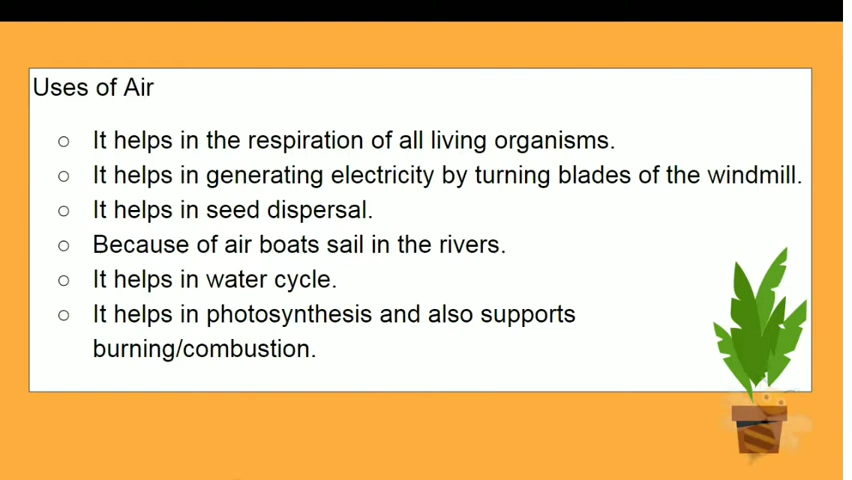 Uses of Air
○ It helps in the respiration of all living organisms.
○ It helps in generating electricity by turning blades of the windmill.
○ It helps in seed dispersal.
○ Because of air boats sail in the rivers.
○ It helps in water cycle.
○ It helps in photosynthesis and also supports
burning/combustion.